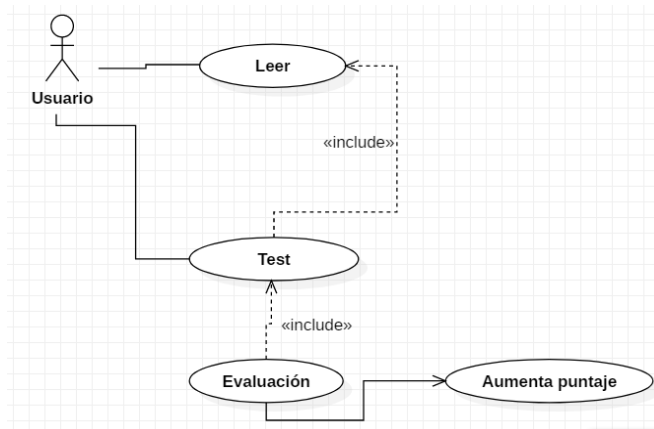 Leer
Usuario
«include»
Test
«include»
Evaluación
Aumenta puntaje